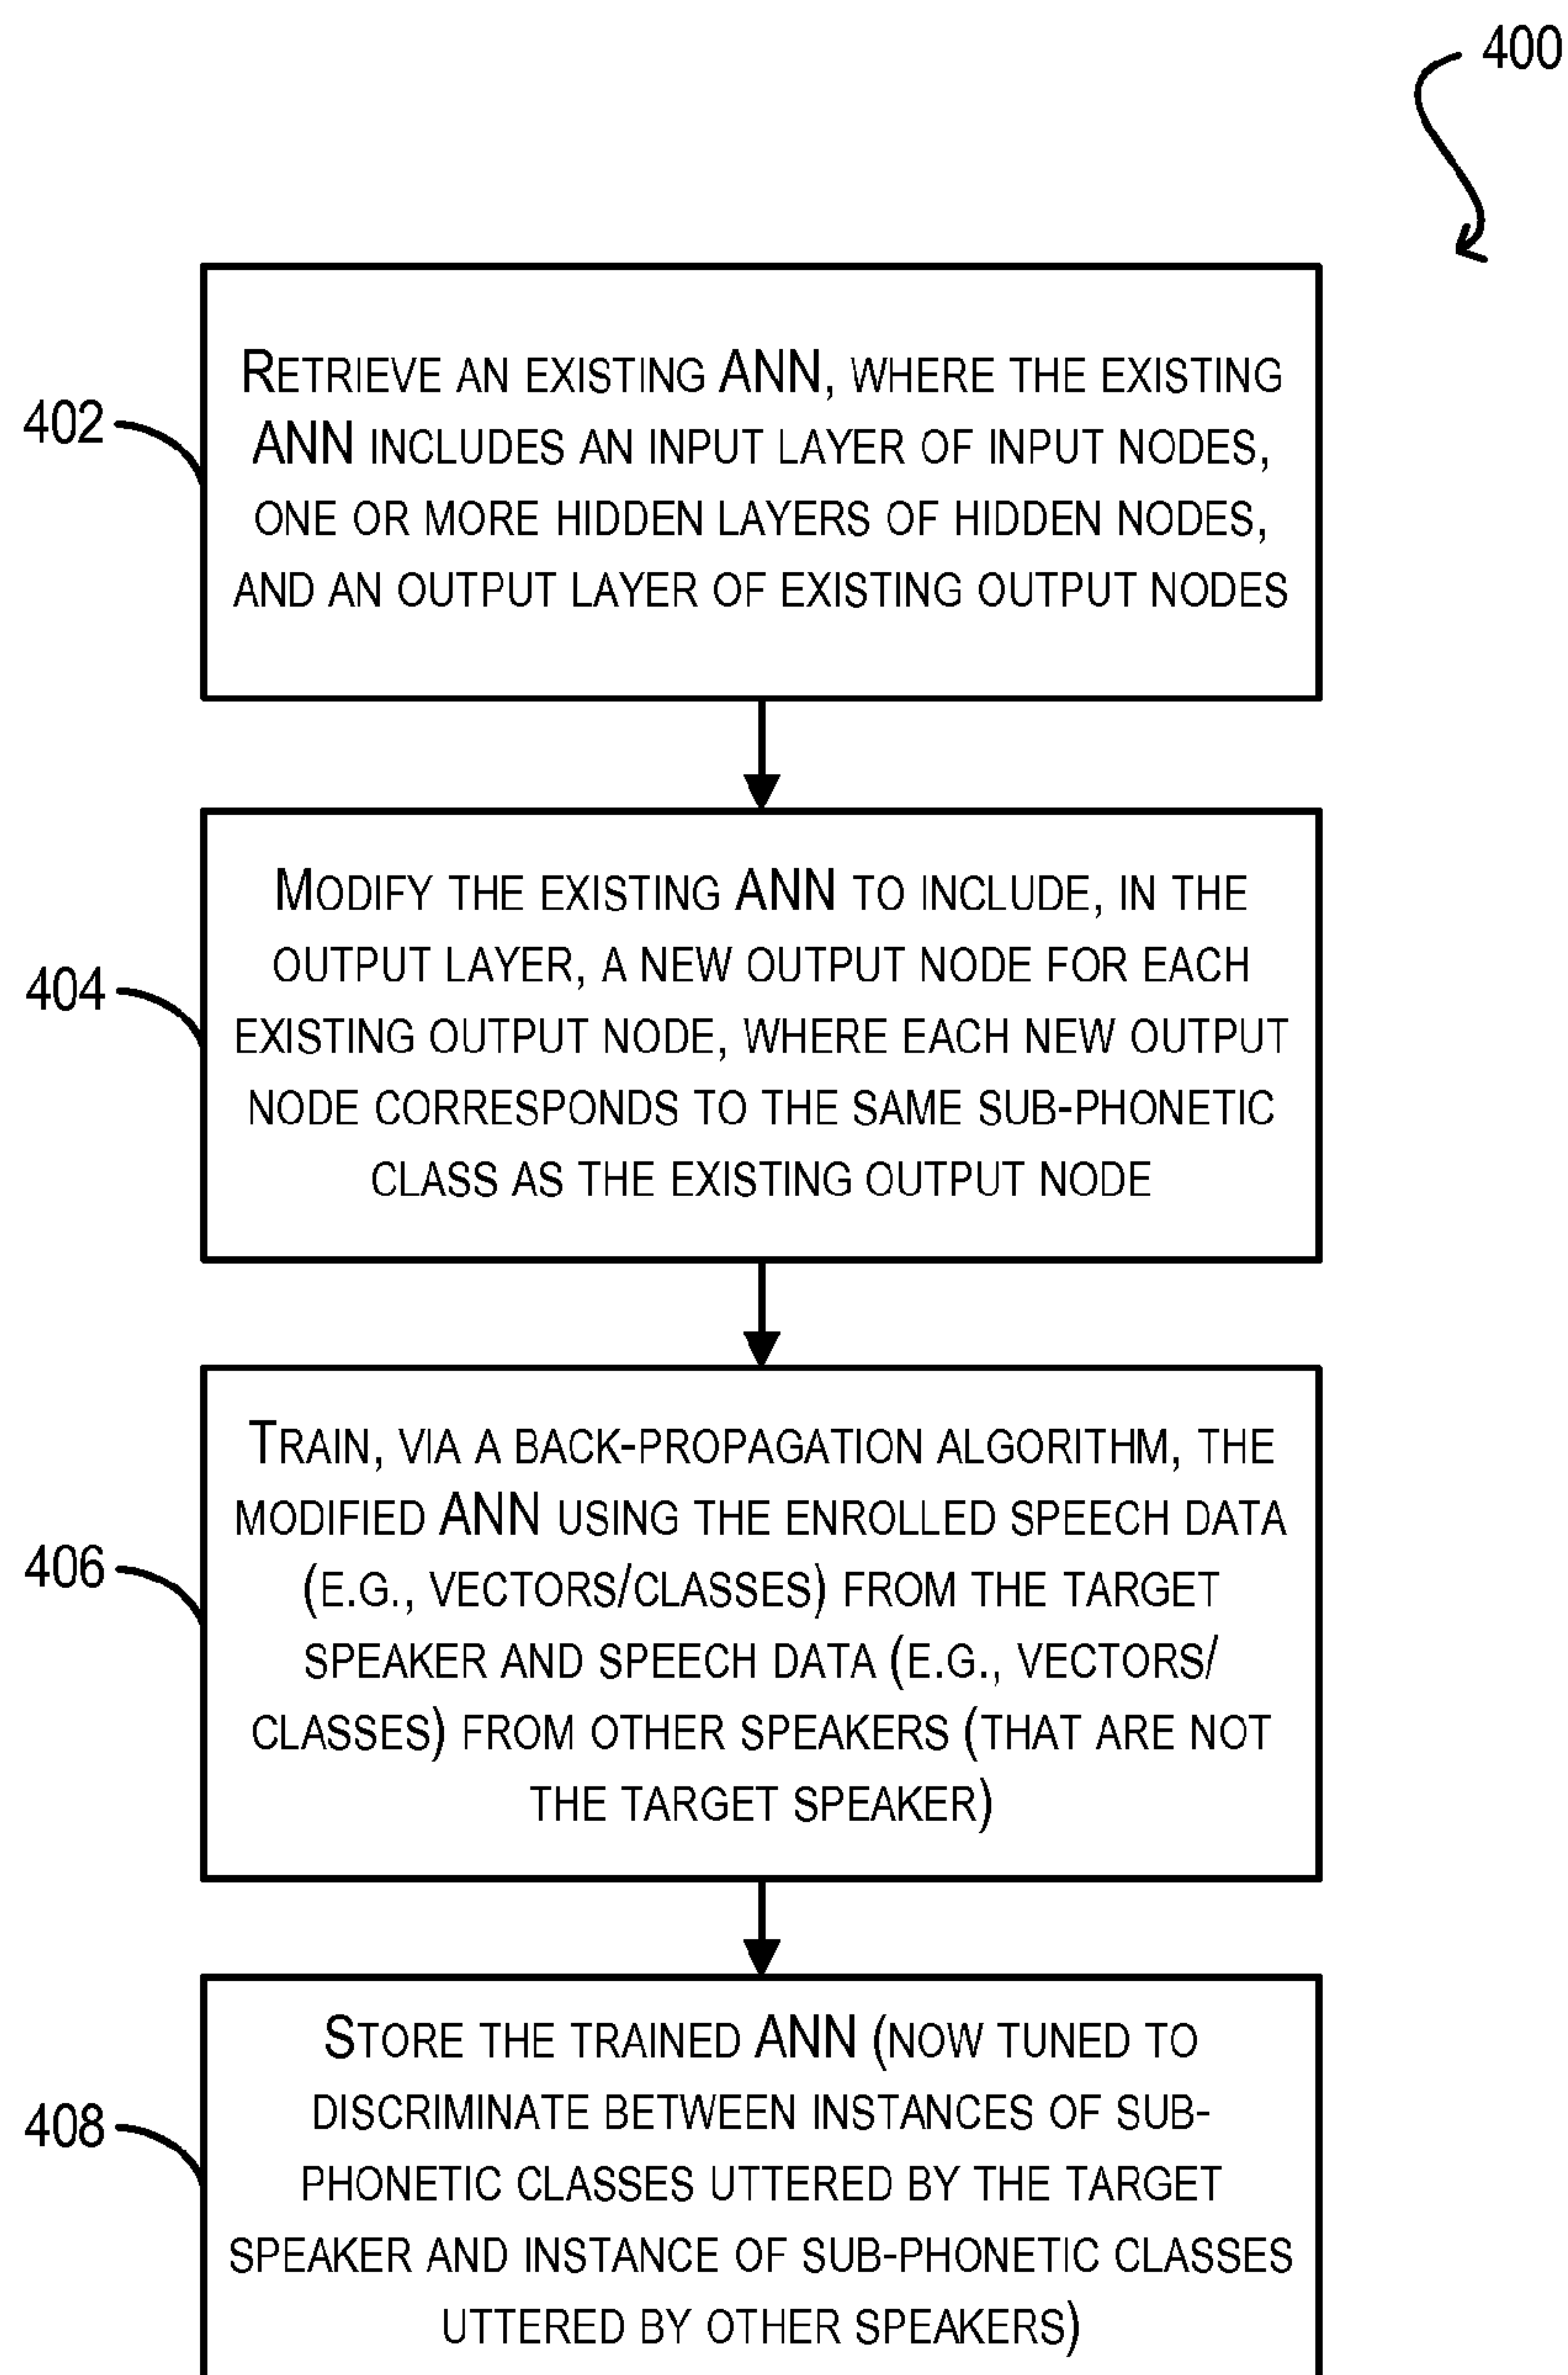 400
402
RETRIEVE AN EXISTING ANN, WHERE THE EXISTING
ANN INCLUDES AN INPUT LAYER OF INPUT NODES,
ONE OR MORE HIDDEN LAYERS OF HIDDEN NODES,
AND AN OUTPUT LAYER OF EXISTING OUTPUT NODES
404
MODIFY THE EXISTING ANN TO INCLUDE, IN THE
OUTPUT LAYER, A NEW OUTPUT NODE FOR EACH
EXISTING OUTPUT NODE, WHERE EACH NEW OUTPUT
NODE CORRESPONDS TO THE SAME SUB-PHONETIC
CLASS AS THE EXISTING OUTPUT NODE
406
TRAIN, VIA A BACK-PROPAGATION ALGORITHM, THE
MODIFIED ANN USING THE ENROLLED SPEECH DATA
(E.G., VECTORS/CLASSES) FROM THE TARGET
SPEAKER AND SPEECH DATA (E.G., VECTORS/
CLASSES) FROM OTHER SPEAKERS (THAT ARE NOT
THE TARGET SPEAKER)
408
STORE THE TRAINED ANN (NOW TUNED TO
DISCRIMINATE BETWEEN INSTANCES OF SUB-
PHONETIC CLASSES UTTERED BY THE TARGET
SPEAKER AND INSTANCE OF SUB-PHONETIC CLASSES
UTTERED BY OTHER SPEAKERS)